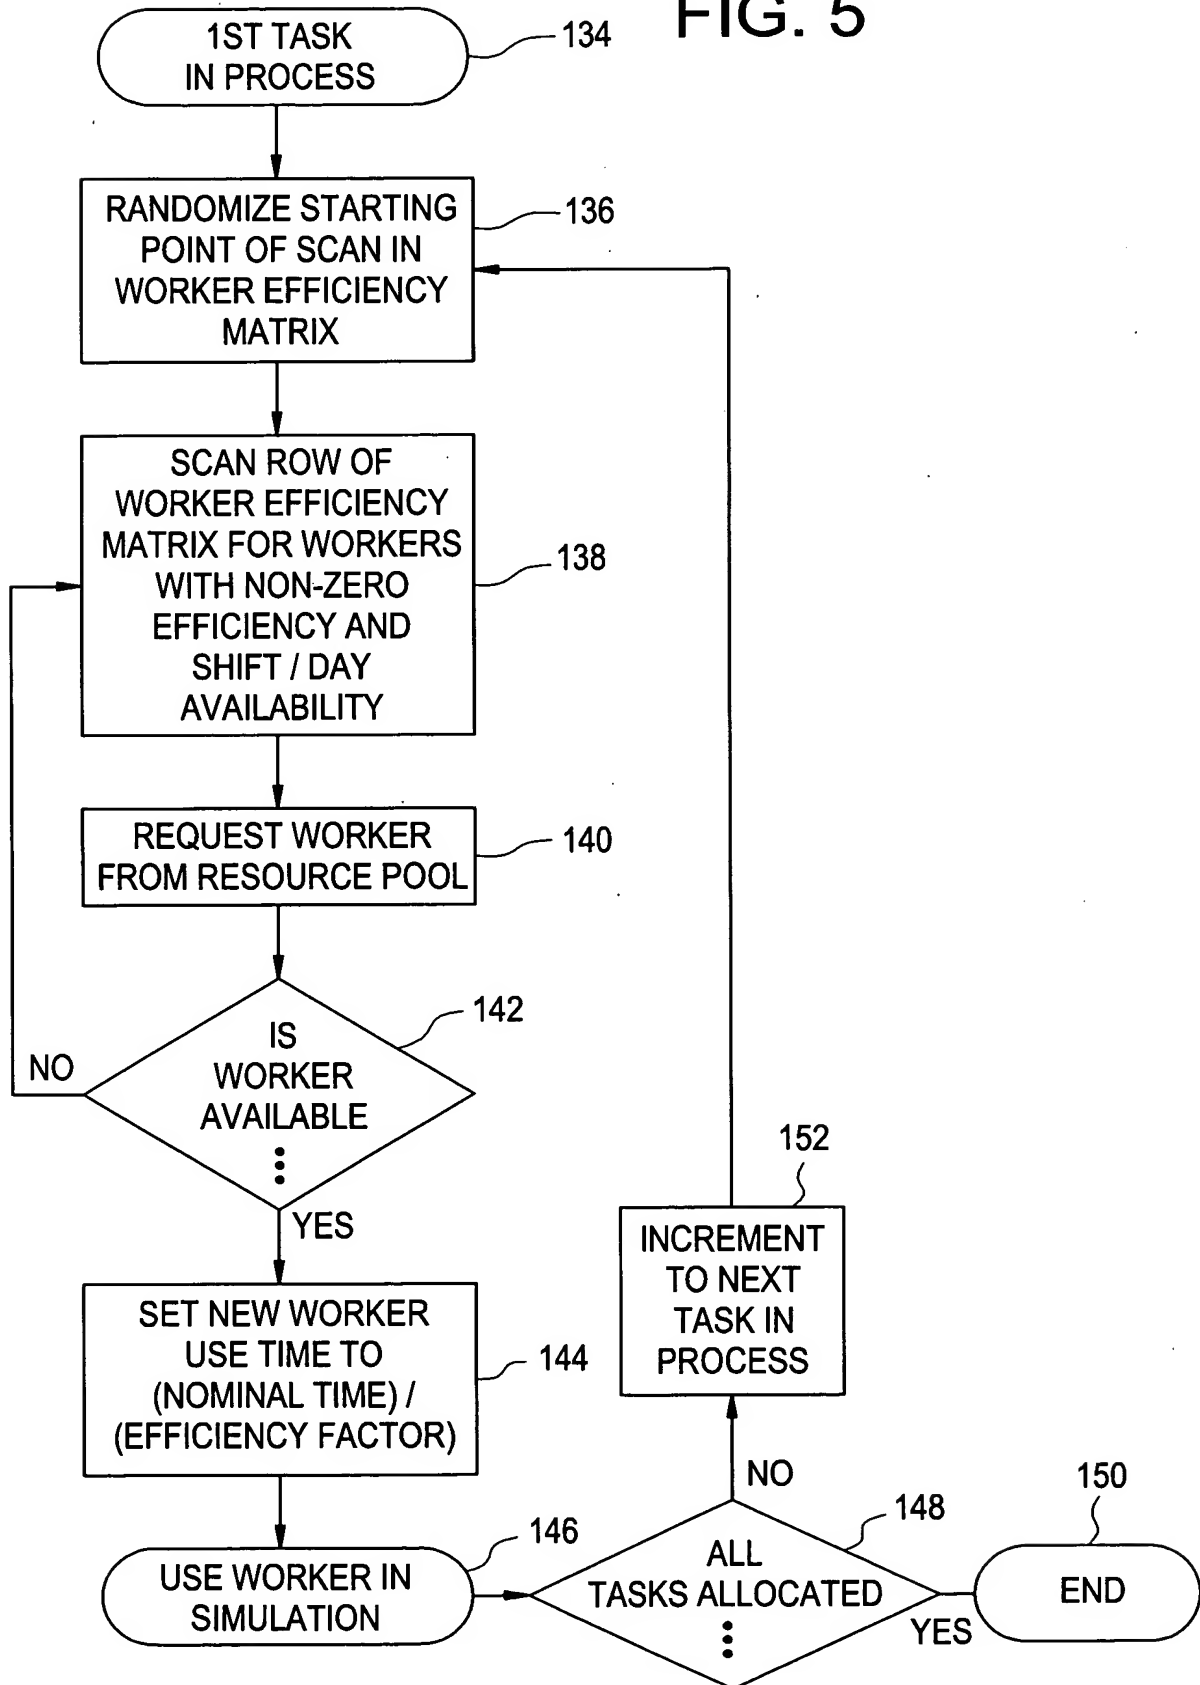 FIG. 5
1ST TASK
IN PROCESS
134
RANDOMIZE STARTING
POINT OF SCAN IN
WORKER EFFICIENCY
MATRIX
136
SCAN ROW OF
WORKER EFFICIENCY
MATRIX FOR WORKERS
WITH NON-ZERO
EFFICIENCY AND
SHIFT / DAY
AVAILABILITY
138
REQUEST WORKER
FROM RESOURCE POOL
140
IS
WORKER
AVAILABLE
142
NO
YES
SET NEW WORKER
USE TIME TO
(NOMINAL TIME) /
(EFFICIENCY FACTOR)
144
USE WORKER IN
SIMULATION
146
ALL
TASKS ALLOCATED
148
NO
YES
INCREMENT
TO NEXT
TASK IN
PROCESS
152
END
150